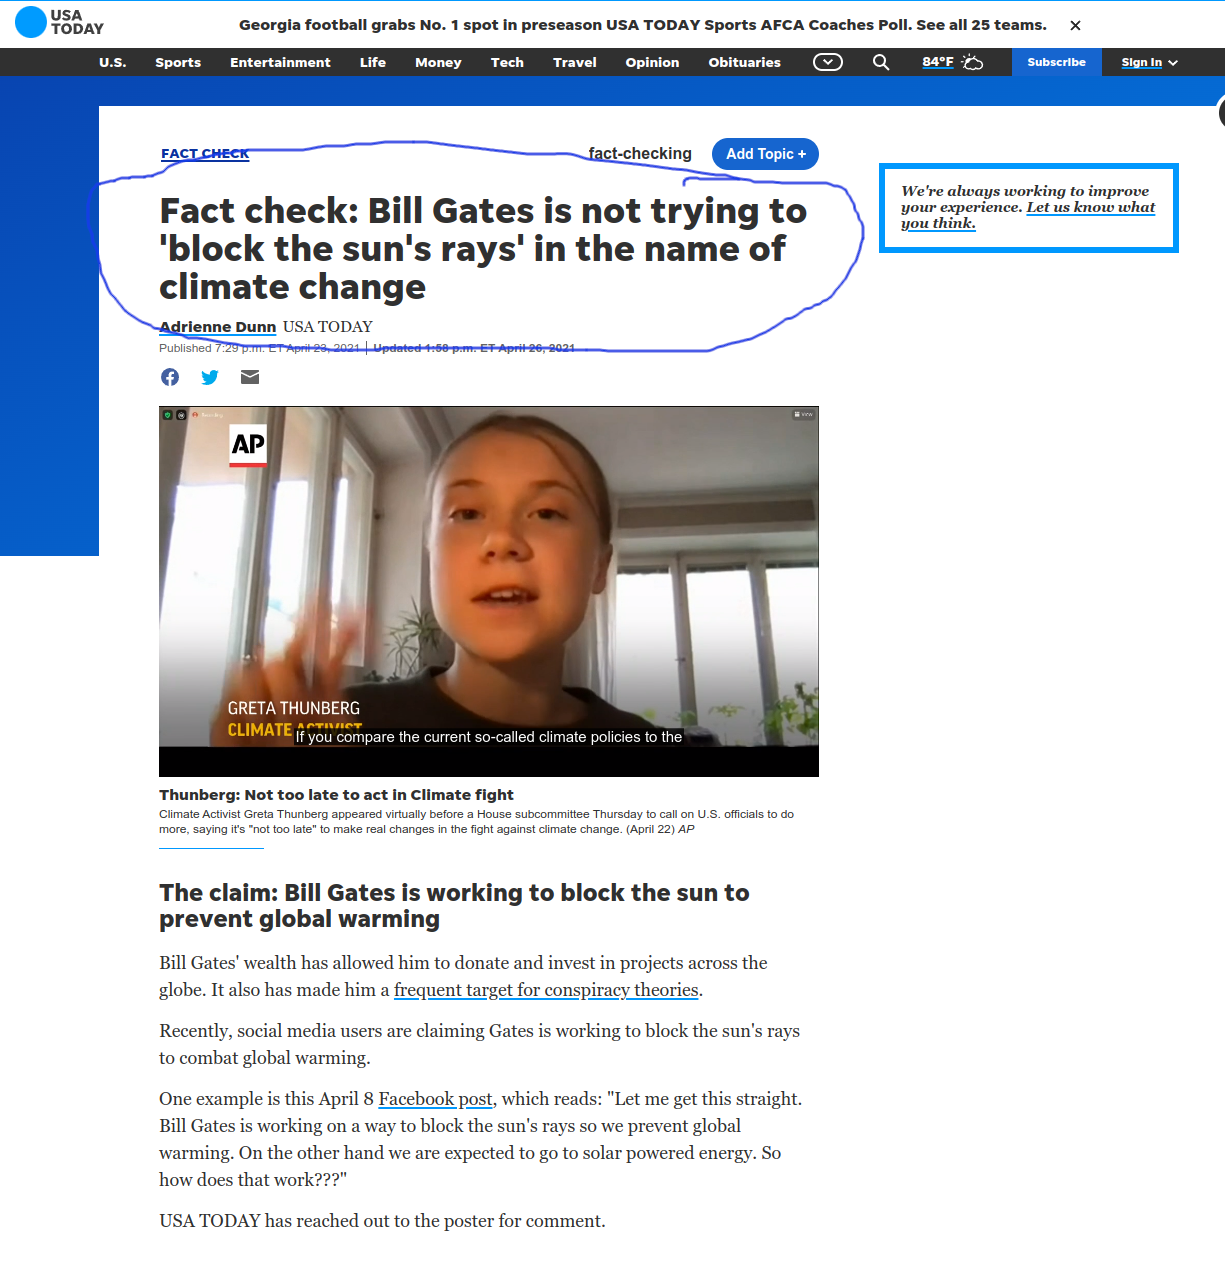 USA
TODAY
Georgia football grabs No. 1 spot in preseason USA TODAY Sports AFCA Coaches Poll. See all 25 teams.
U.S. Sports Entertainment Life Money Tech Travel Opinion Obituaries 84°F Subscribe Sign In
FACT CHECK
fact-checking Add Topic +
Fact check: Bill Gates is not trying to
'block the sun's rays' in the name of
climate change
Adrienne Dunn USA TODAY
Published 7:29 p.m. ET April 23, 2021 | Updated 1:58 p.m. ET April 26, 2021
We're always working to improve
your experience. Let us know what
you think.
View
AP
GRETA THUNBERG
CLIMATE ACTIVIST
If you compare the current so-called climate policies to the
Thunberg: Not too late to act in Climate fight
Climate Activist Greta Thunberg appeared virtually before a House subcommittee Thursday to call on U.S. officials to do
more, saying it's "not too late" to make real changes in the fight against climate change. (April 22) AP
The claim: Bill Gates is working to block the sun to
prevent global warming
Bill Gates' wealth has allowed him to donate and invest in projects across the
globe. It also has made him a frequent target for conspiracy theories.
Recently, social media users are claiming Gates is working to block the sun's rays
to combat global warming.
One example is this April 8 Facebook post, which reads: "Let me get this straight.
Bill Gates is working on a way to block the sun's rays so we prevent global
warming. On the other hand we are expected to go to solar powered energy. So
how does that work???"
USA TODAY has reached out to the poster for comment.